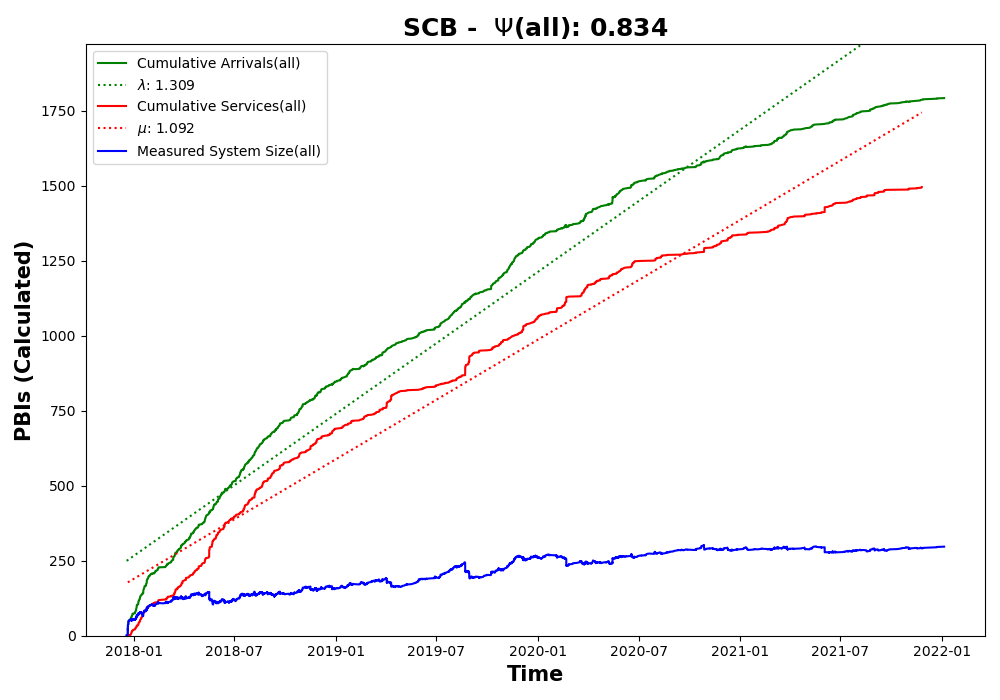 SCB - Ψ(all): 0.834
Cumulative Arrivals(all)
λ: 1.309
Cumulative Services(all)
μ: 1.092
Measured System Size(all)
PBIs (Calculated)
1750
1500
1250
1000
750
500
250
0
2018-01 2018-07 2019-01 2019-07 2020-01 2020-07 2021-01 2021-07 2022-01
Time